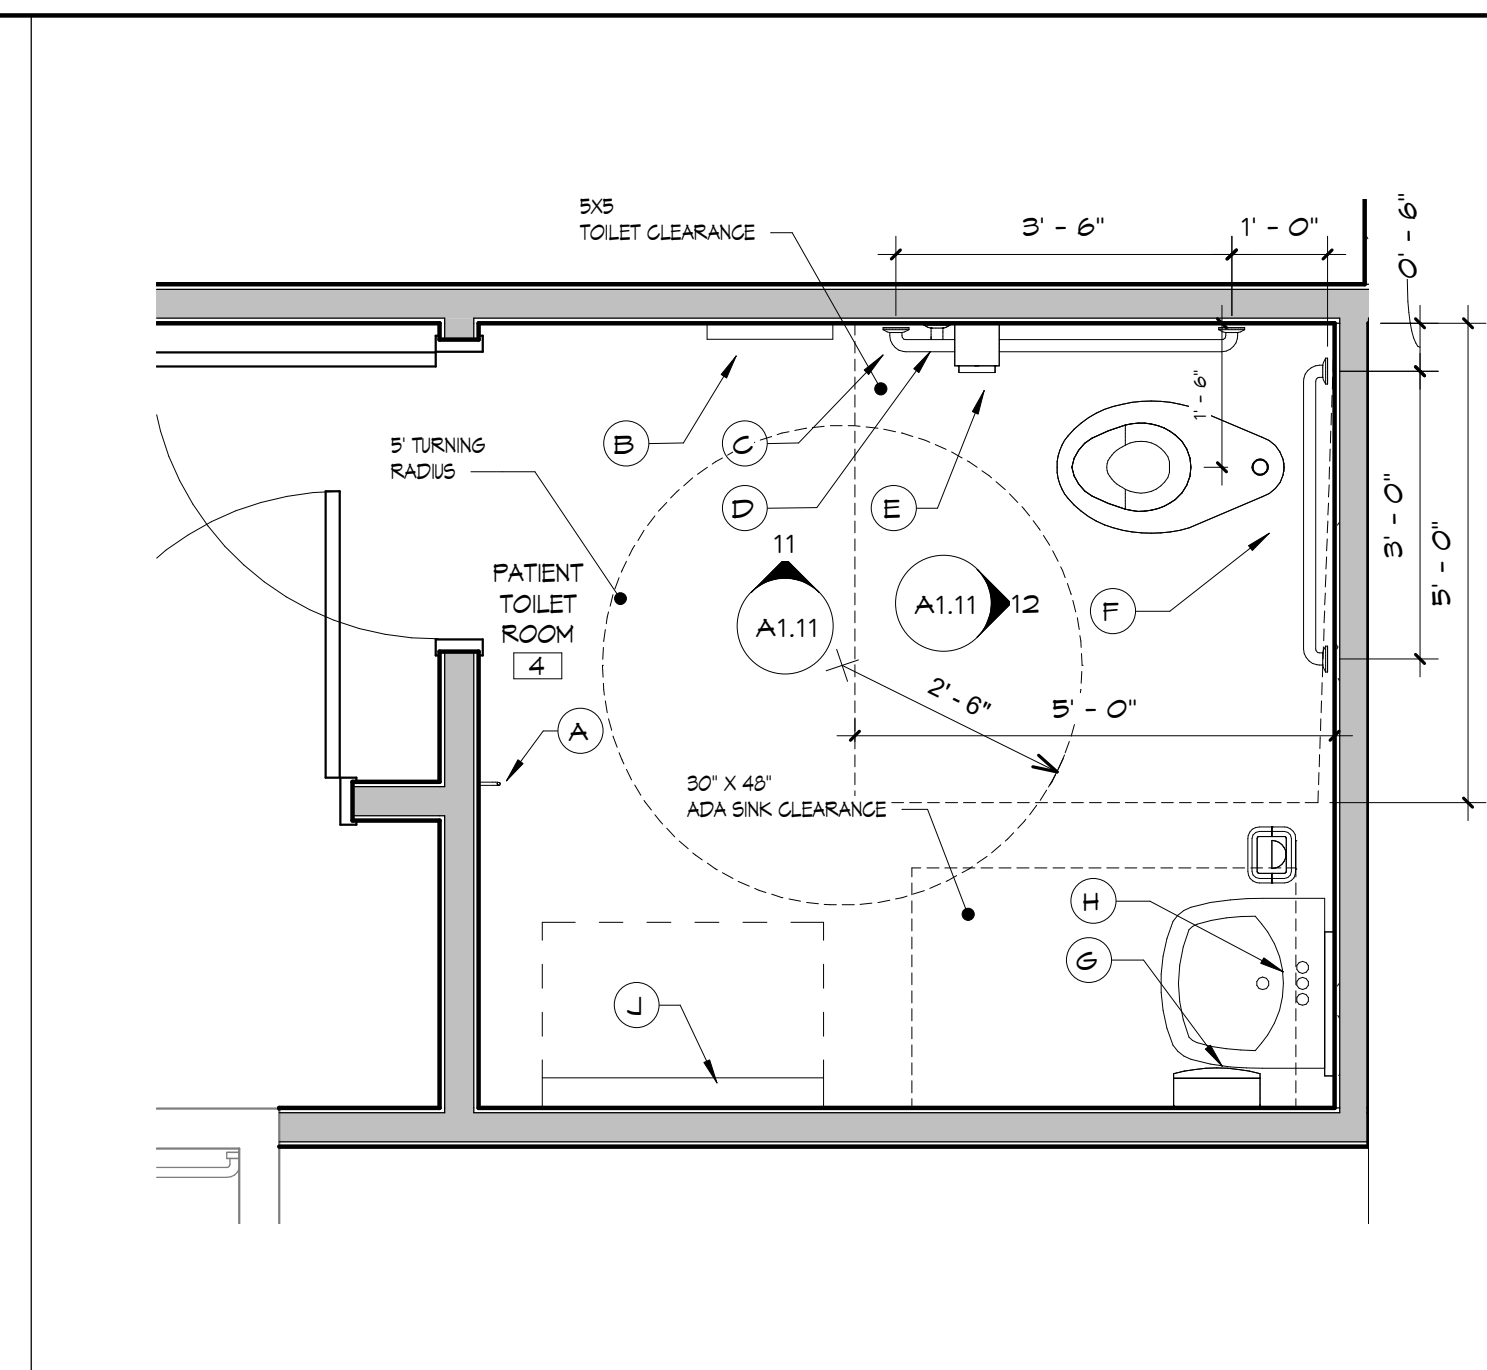 5X5
TOILET CLEARANCE
3' - 6"
1' - 0"
0' - 6"
1' - 6"
5' TURNING
RADIUS
B
C
D
E
3' - 0"
5' - 0"
11
A1.11
A1.11
12
F
PATIENT
TOILET
ROOM
4
2' - 6"
5' - 0"
A
30" X 48"
ADA SINK CLEARANCE
H
G
J